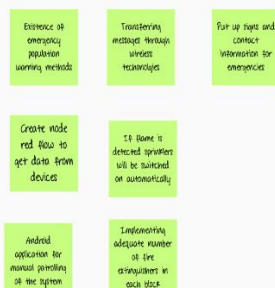 Existence of
emergency
population
warning methods
Transferring
messages through
wireless
technologies
Put up signs and
contact
information for
emergencies
Create node
red flow to
get data from
devices
If flame is
detected sprinklers
will be switched
on automatically
Android
application for
manual patrolling
of the system
Implementing
adequate number
of fire
extinguishers in
each block